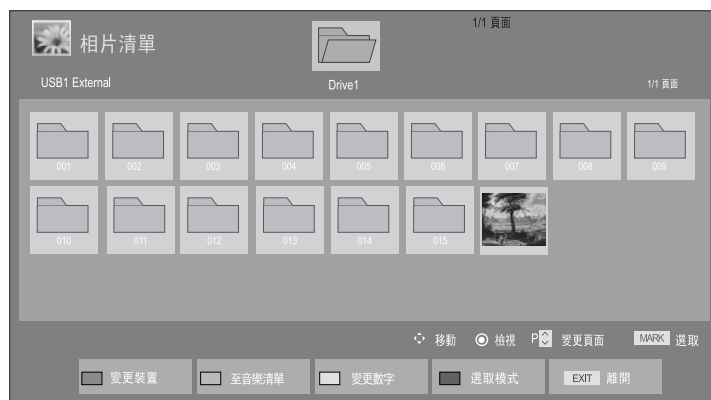 1/1 頁面
相片清單
USB1 External
Drive1
1/1 頁面
001 002 003 004 005 006 007 008 009
010 011 012 013 014 015
移動 檢視 P 變更頁面 MARK 選取
變更裝置 至音樂清單 變更數字 選取模式 EXIT 離開